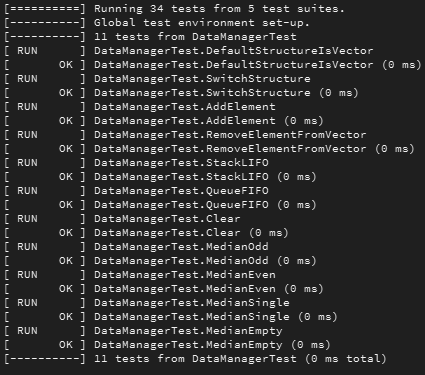 [==========] Running 34 tests from 5 test suites.
[----------] Global test environment set-up.
[----------] 11 tests from DataManagerTest
[ RUN      ] DataManagerTest.DefaultStructureIsVector
[       OK ] DataManagerTest.DefaultStructureIsVector (0 ms)
[ RUN      ] DataManagerTest.SwitchStructure
[       OK ] DataManagerTest.SwitchStructure (0 ms)
[ RUN      ] DataManagerTest.AddElement
[       OK ] DataManagerTest.AddElement (0 ms)
[ RUN      ] DataManagerTest.RemoveElementFromVector
[       OK ] DataManagerTest.RemoveElementFromVector (0 ms)
[ RUN      ] DataManagerTest.StackLIFO
[       OK ] DataManagerTest.StackLIFO (0 ms)
[ RUN      ] DataManagerTest.QueueFIFO
[       OK ] DataManagerTest.QueueFIFO (0 ms)
[ RUN      ] DataManagerTest.Clear
[       OK ] DataManagerTest.Clear (0 ms)
[ RUN      ] DataManagerTest.MedianOdd
[       OK ] DataManagerTest.MedianOdd (0 ms)
[ RUN      ] DataManagerTest.MedianEven
[       OK ] DataManagerTest.MedianEven (0 ms)
[ RUN      ] DataManagerTest.MedianSingle
[       OK ] DataManagerTest.MedianSingle (0 ms)
[ RUN      ] DataManagerTest.MedianEmpty
[       OK ] DataManagerTest.MedianEmpty (0 ms)
[----------] 11 tests from DataManagerTest (0 ms total)